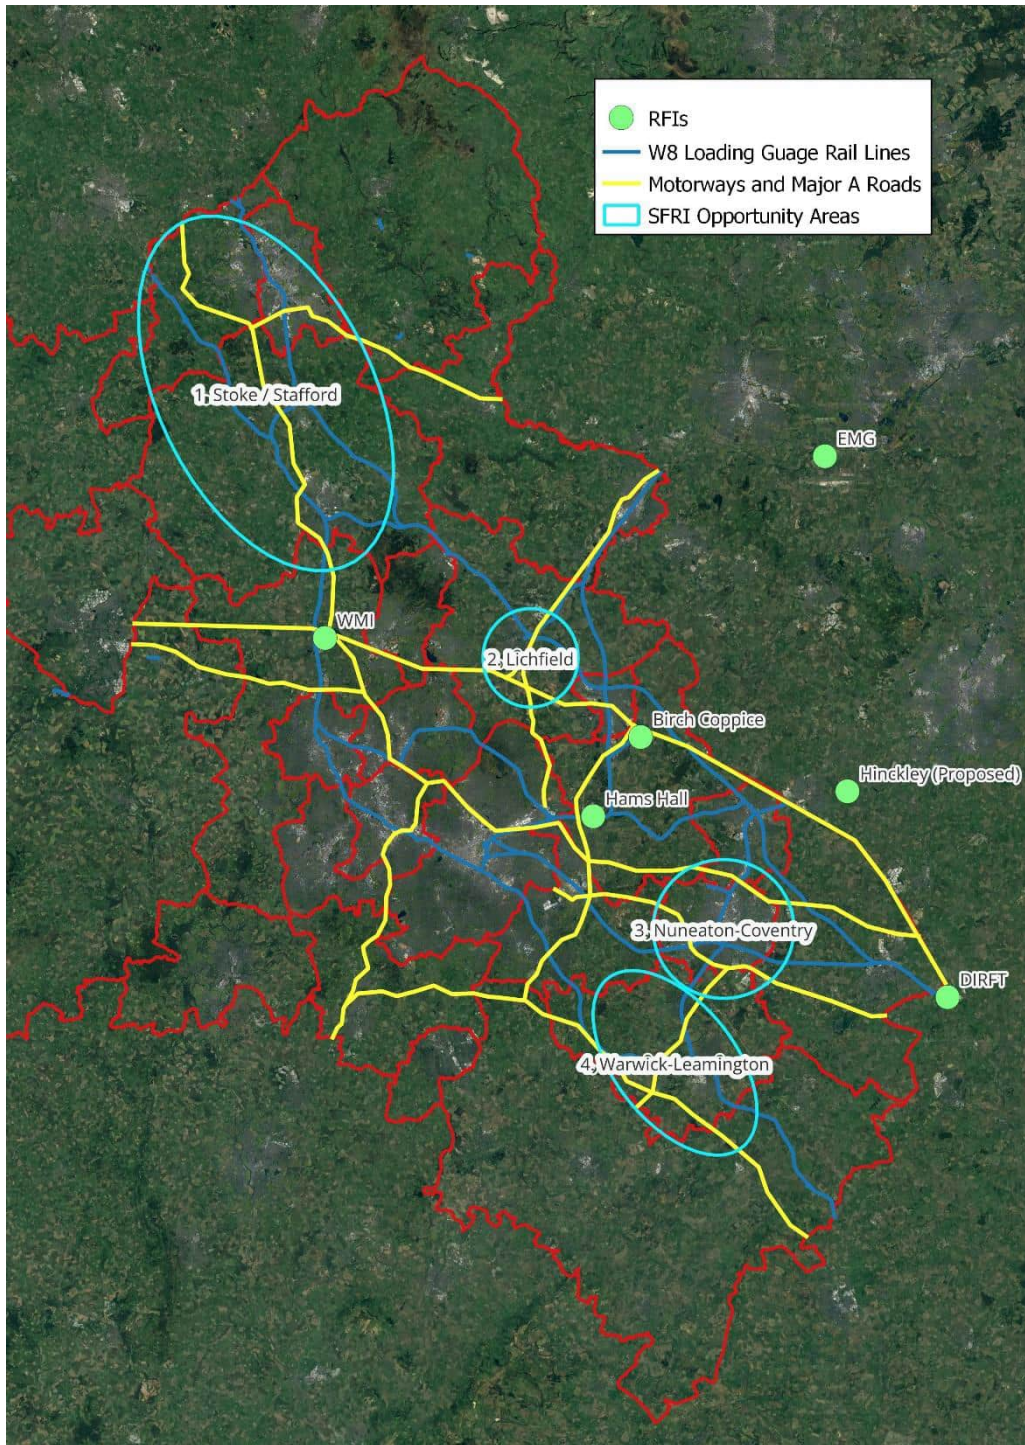 RFIs
W8 Loading Guage Rail Lines
Motorways and Major A Roads
SFRI Opportunity Areas
1, Stoke / Stafford
EMG
WMI
2, Lichfield
Birch Coppice
Hinckley (Proposed)
Hams Hall
3, Nuneaton-Coventry
DIRFT
4, Warwick-Leamington